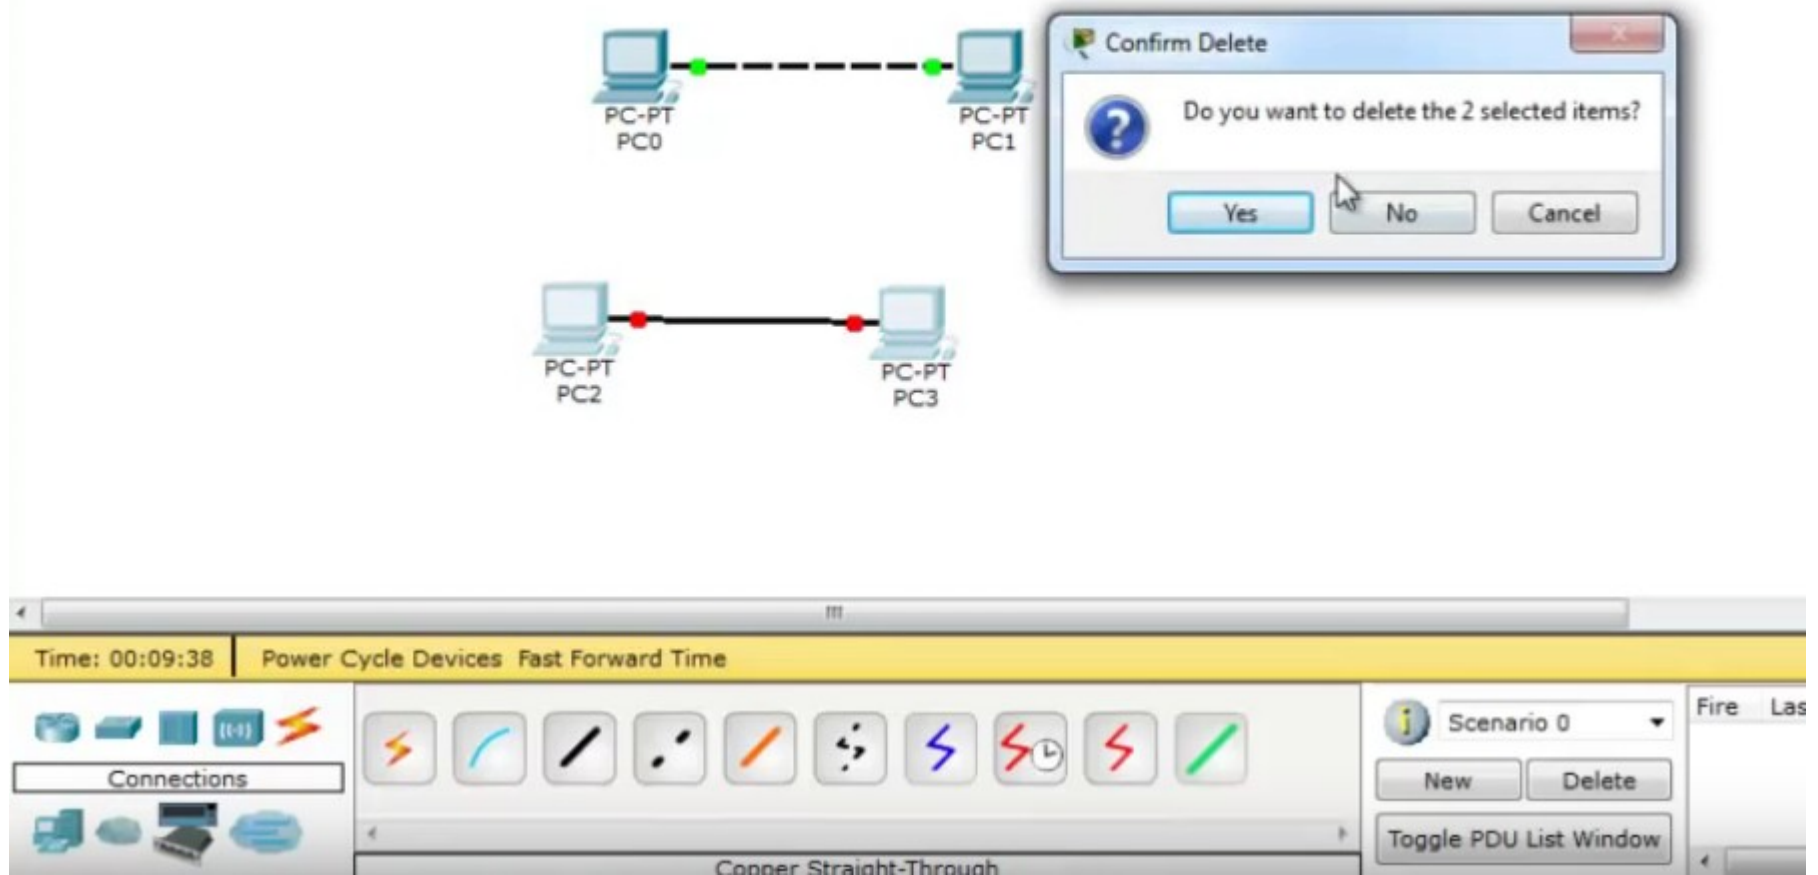 Confirm Delete
Do you want to delete the 2 selected items?
Yes No Cancel
PC-PT
PC0
PC-PT
PC1
PC-PT
PC2
PC-PT
PC3
Time: 00:09:38 Power Cycle Devices Fast Forward Time
Connections
Scenario 0
New Delete
Toggle PDU List Window
Fire Las
Copper Straight-Through